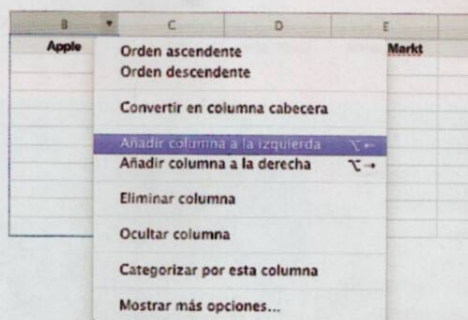 B ▼ C D E
Apple Markt
Orden ascendente
Orden descendente
Convertir en columna cabecera
Añadir columna a la izquierda ⌥←
Añadir columna a la derecha ⌥→
Eliminar columna
Ocultar columna
Categorizar por esta columna
Mostrar más opciones...